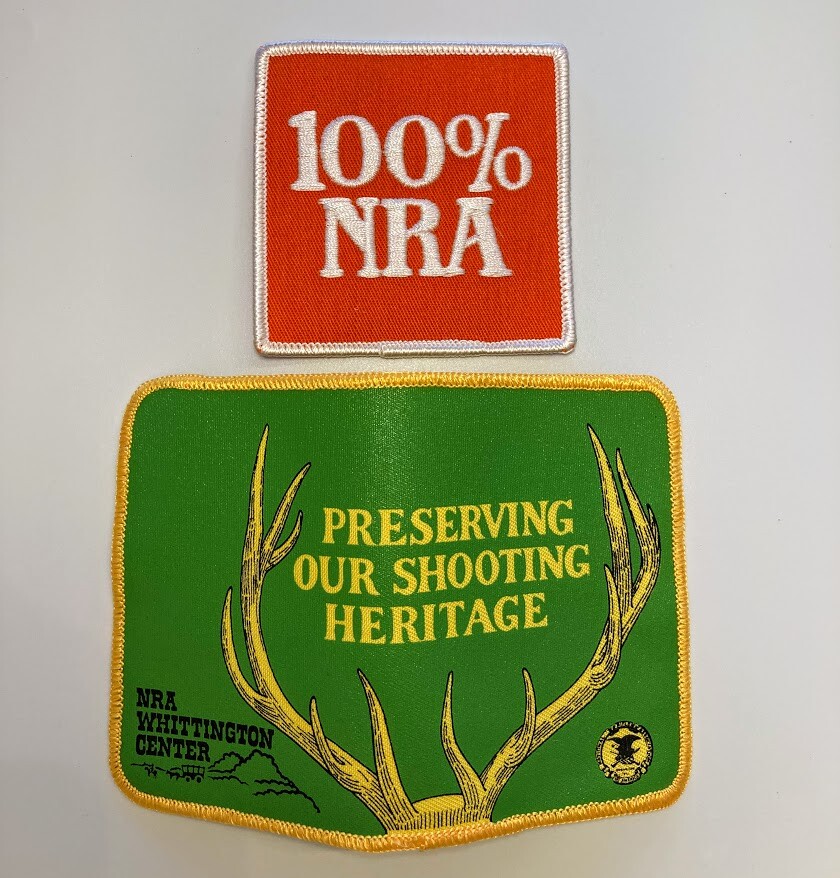 100%
NRA
PRESERVING
OUR SHOOTING
HERITAGE
NRA
WHITTINGTON
CENTER